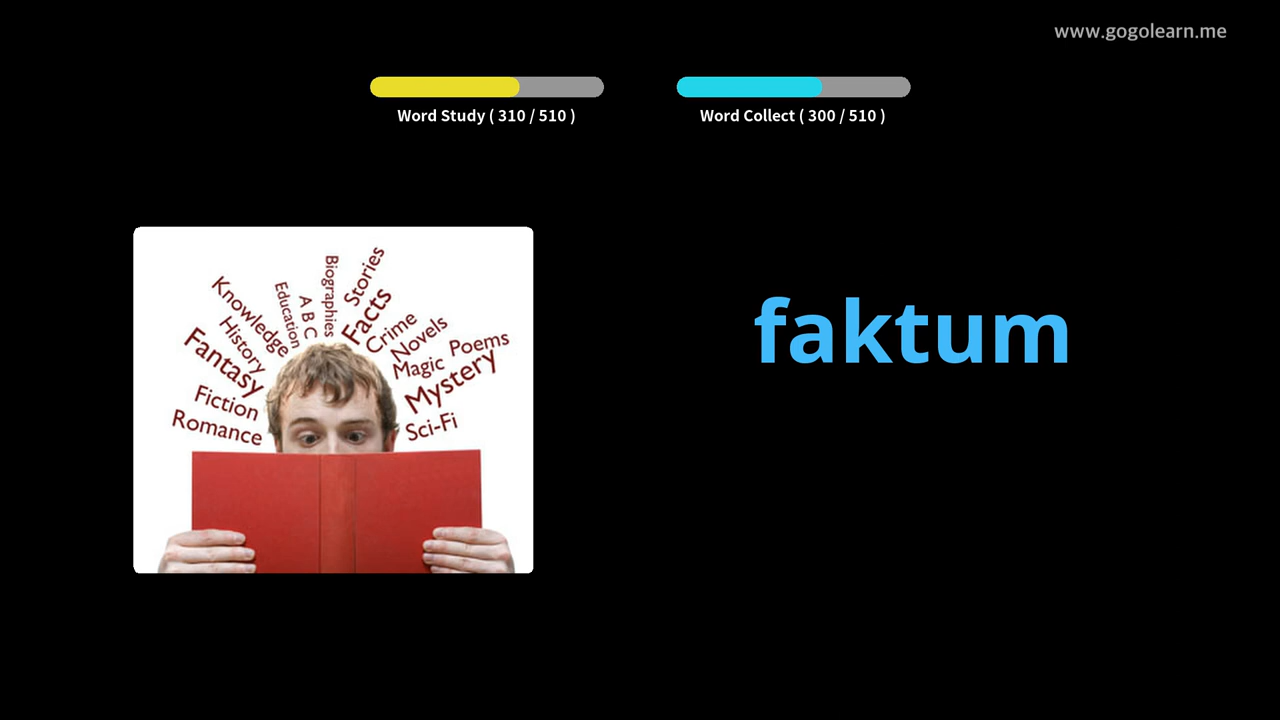 www.gogolearn.me
Word Study ( 310 / 510 )
Word Collect ( 300 / 510 )
Knowledge
History
Fantasy
Fiction
Romance
Education
A B C
Biographies
Stories
Facts
Crime
Novels
Magic
Poems
Mystery
Sci-Fi
faktum